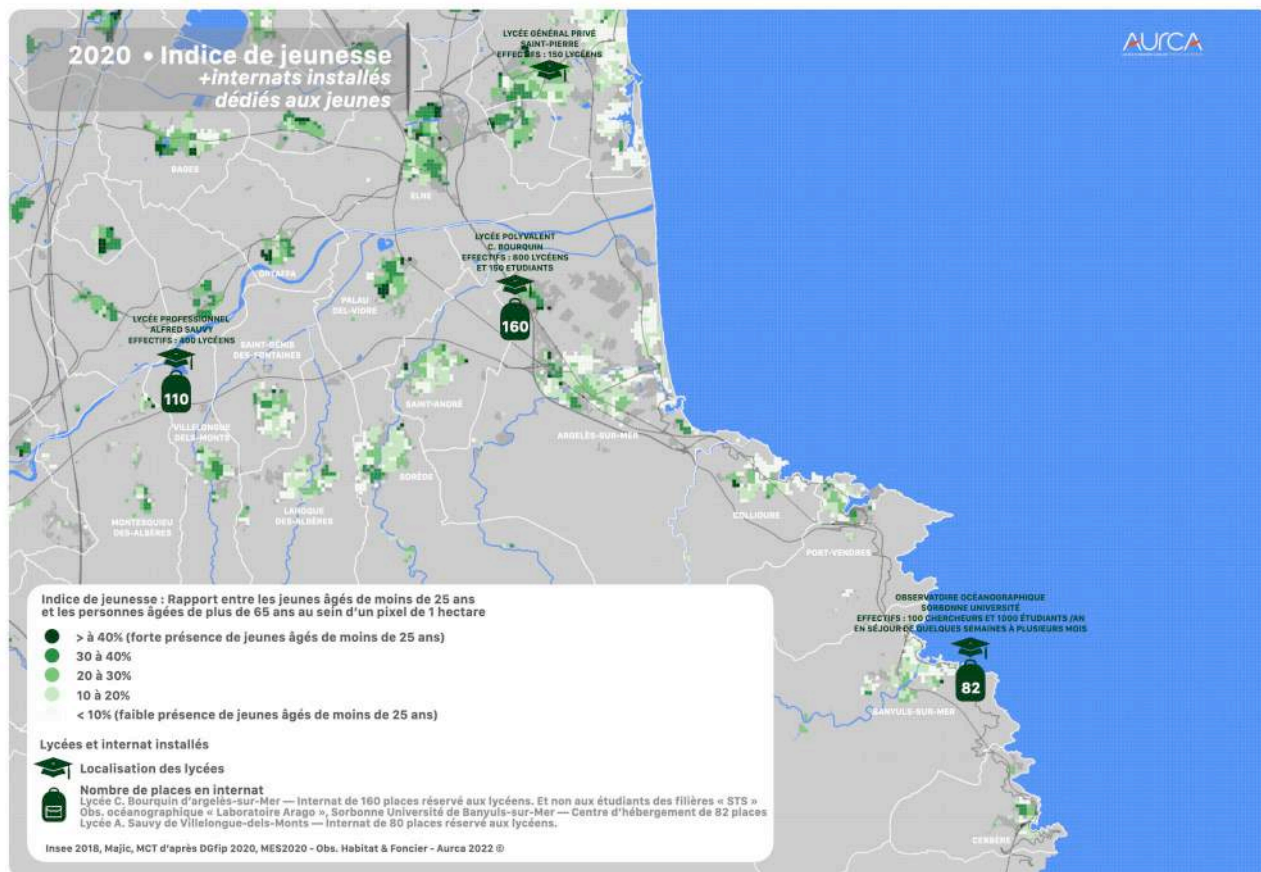 2020 • Indice de jeunesse
+internats installés
dédiés aux jeunes
LYCÉE GÉNÉRAL PRIVÉ
SAINT-PIERRE
EFFECTIFS : 150 LYCÉENS
AURCA
BAGES
ELNE
LYCÉE POLYVALENT
C. BOURQUIN
EFFECTIFS : 800 LYCÉENS
ET 150 ETUDIANTS
160
ORTAFFA
PALAU
DEL-VIDRE
LYCÉE PROFESSIONNEL
ALFRED SAUVY
EFFECTIFS : 400 LYCÉENS
110
SAINT-GÉNIS
DES-FONTAINES
SAINT-ANDRÉ
VILLELONGUE
DELS-MONTS
ARGELÈS-SUR-MER
SORÈDE
LAROQUE
DES-ALBÈRES
MONTESQUIEU
DES-ALBÈRES
COLLIOURE
PORT-VENDRES
OBSERVATOIRE OCÉANOGRAPHIQUE
SORBONNE UNIVERSITÉ
EFFECTIFS : 100 CHERCHEURS ET 1000 ÉTUDIANTS /AN
EN SÉJOUR DE QUELQUES SEMAINES À PLUSIEURS MOIS
82
BANYULS-SUR-MER
CERBÈRE
Indice de jeunesse : Rapport entre les jeunes âgés de moins de 25 ans
et les personnes âgées de plus de 65 ans au sein d'un pixel de 1 hectare
> à 40% (forte présence de jeunes âgés de moins de 25 ans)
30 à 40%
20 à 30%
10 à 20%
< 10% (faible présence de jeunes âgés de moins de 25 ans)
Lycées et internat installés
Localisation des lycées
Nombre de places en internat
Lycée C. Bourquin d'argelès-sur-Mer — Internat de 160 places réservé aux lycéens. Et non aux étudiants des filières « STS »
Obs. océanographique « Laboratoire Arago », Sorbonne Université de Banyuls-sur-Mer — Centre d'hébergement de 82 places
Lycée A. Sauvy de Villelongue-dels-Monts — Internat de 80 places réservé aux lycéens.
Insee 2018, Majic, MCT d'après DGfip 2020, MES2020 - Obs. Habitat & Foncier - Aurca 2022 ©